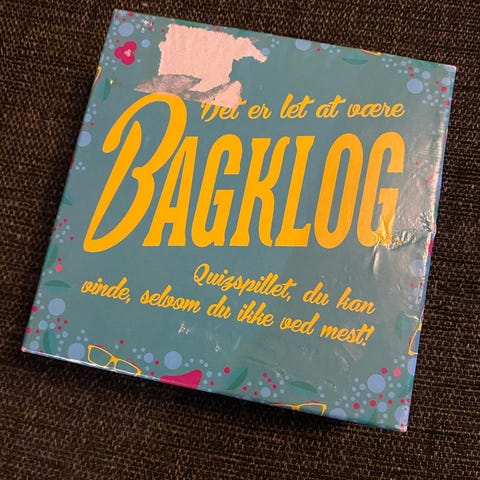 Det er let at være
BAGKLOG
Quizspillet, du kan
vinde, selvom du ikke ved mest!